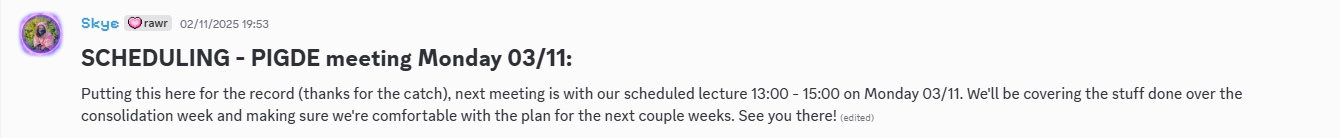 Skye rawr 02/11/2025 19:53
SCHEDULING - PIGDE meeting Monday 03/11:
Putting this here for the record (thanks for the catch), next meeting is with our scheduled lecture 13:00 - 15:00 on Monday 03/11. We'll be covering the stuff done over the
consolidation week and making sure we're comfortable with the plan for the next couple weeks. See you there! (edited)